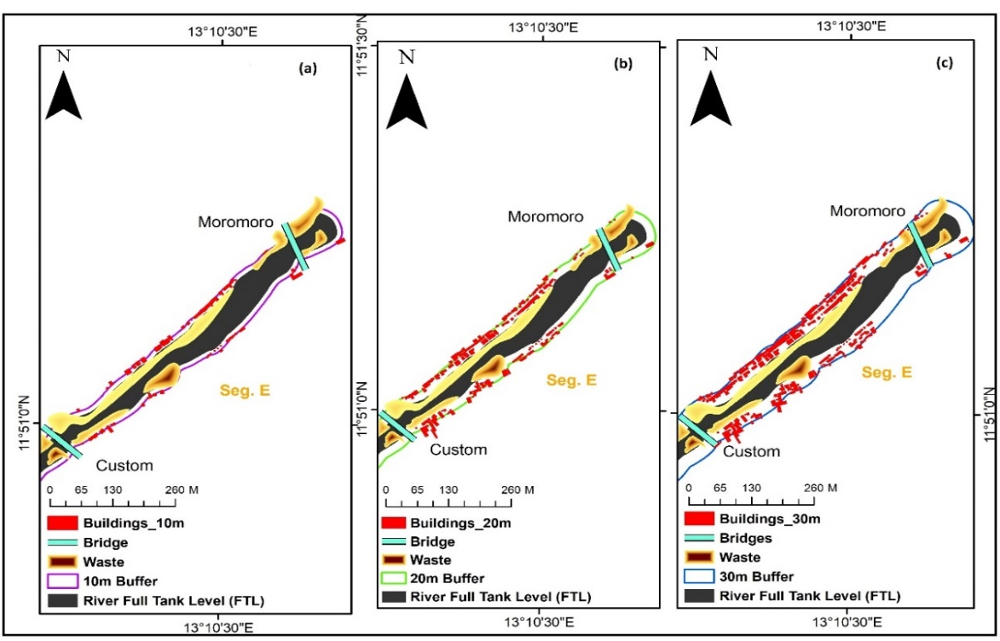 13°10'30"E
N
(a)
Moromoro
Seg. E
11°51'0"N
Custom
0 65 130 260 M
Buildings_10m
Bridge
Waste
10m Buffer
River Full Tank Level (FTL)
13°10'30"E
13°10'30"E
11°51'30"N
N
(b)
Moromoro
Seg. E
11°51'0"N
Custom
0 65 130 260 M
Buildings_20m
Bridge
Waste
20m Buffer
River Full Tank Level (FTL)
13°10'30"E
13°10'30"E
N
(c)
Moromoro
Seg. E
11°51'0"N
Custom
0 65 130 260 M
Buildings_30m
Bridges
Waste
30m Buffer
River Full Tank Level (FTL)
13°10'30"E